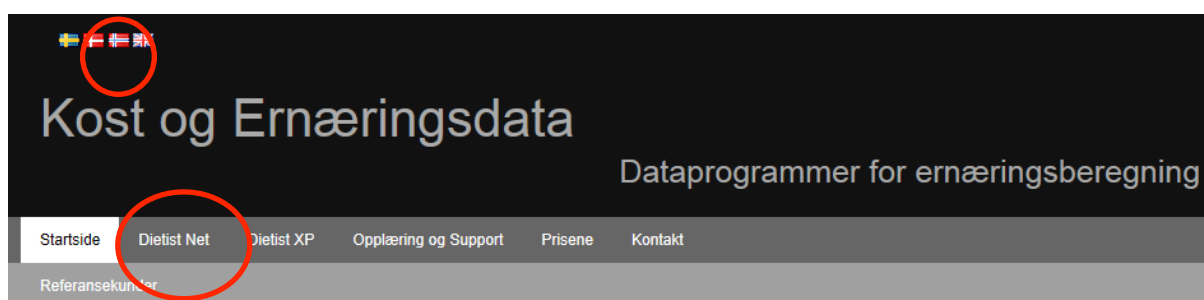 Kost og Ernæringsdata
Dataprogrammer for ernæringsberegning
Startside Dietist Net Dietist XP Opplæring og Support Prisene Kontakt
Referansekunder